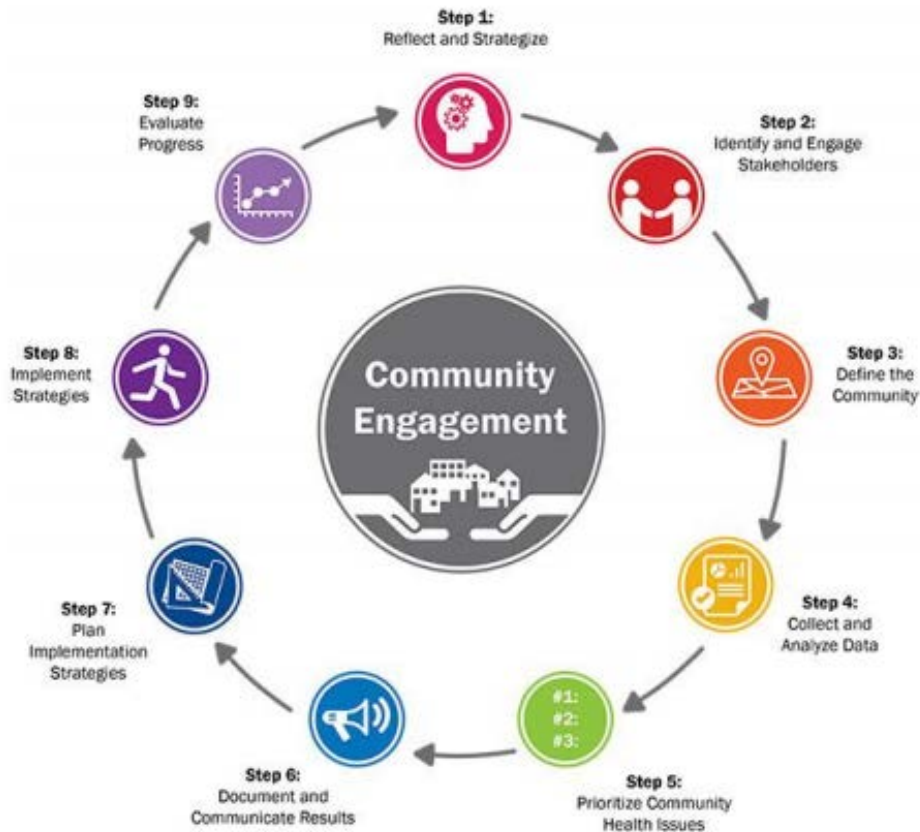 Step 1:
Reflect and Strategize
Step 2:
Identify and Engage
Stakeholders
Step 3:
Define the
Community
Step 4:
Collect and
Analyze Data
#1:
#2:
#3:
Step 5:
Prioritize Community
Health Issues
Step 6:
Document and
Communicate Results
Step 7:
Plan
Implementation
Strategies
Step 8:
Implement
Strategies
Step 9:
Evaluate
Progress
Community
Engagement